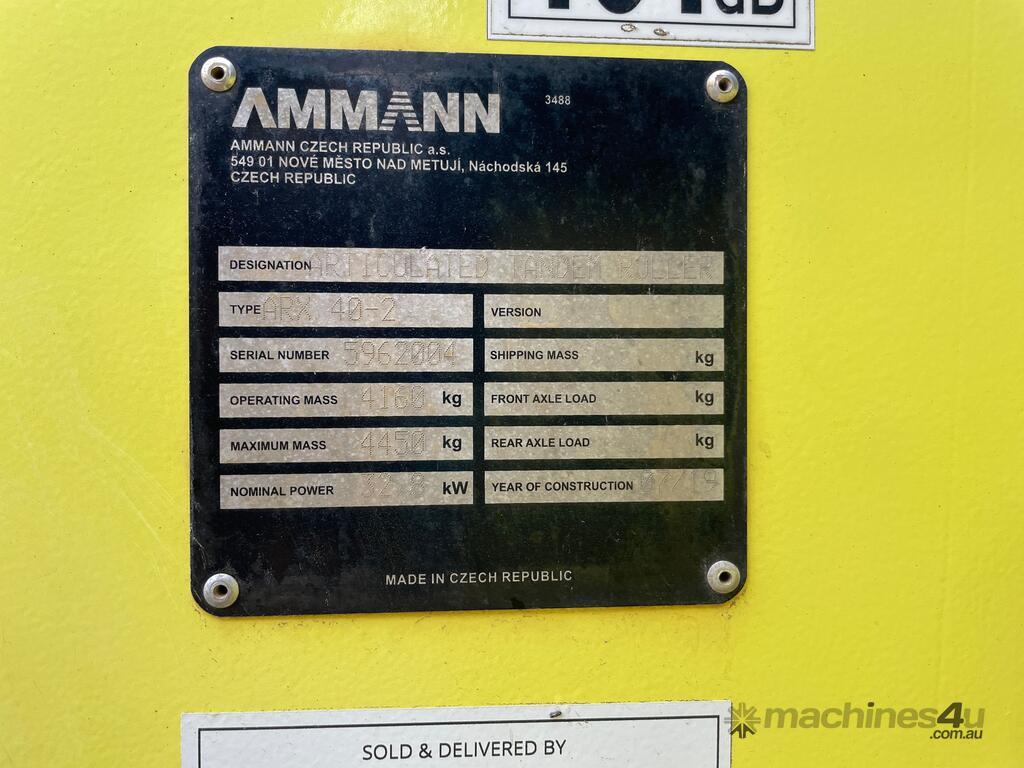 AMMANN 3488
AMMANN CZECH REPUBLIC a.s.
549 01 NOVÉ MĚSTO NAD METUJÍ, Náchodská 145
CZECH REPUBLIC
DESIGNATION ARTICULATED TANDEM ROLLER
TYPE ARX 40-2 VERSION
SERIAL NUMBER 5962004 SHIPPING MASS kg
OPERATING MASS 4160 kg FRONT AXLE LOAD kg
MAXIMUM MASS 4450 kg REAR AXLE LOAD kg
NOMINAL POWER kW YEAR OF CONSTRUCTION 07/19
MADE IN CZECH REPUBLIC
SOLD & DELIVERED BY
machines4u
.com.au